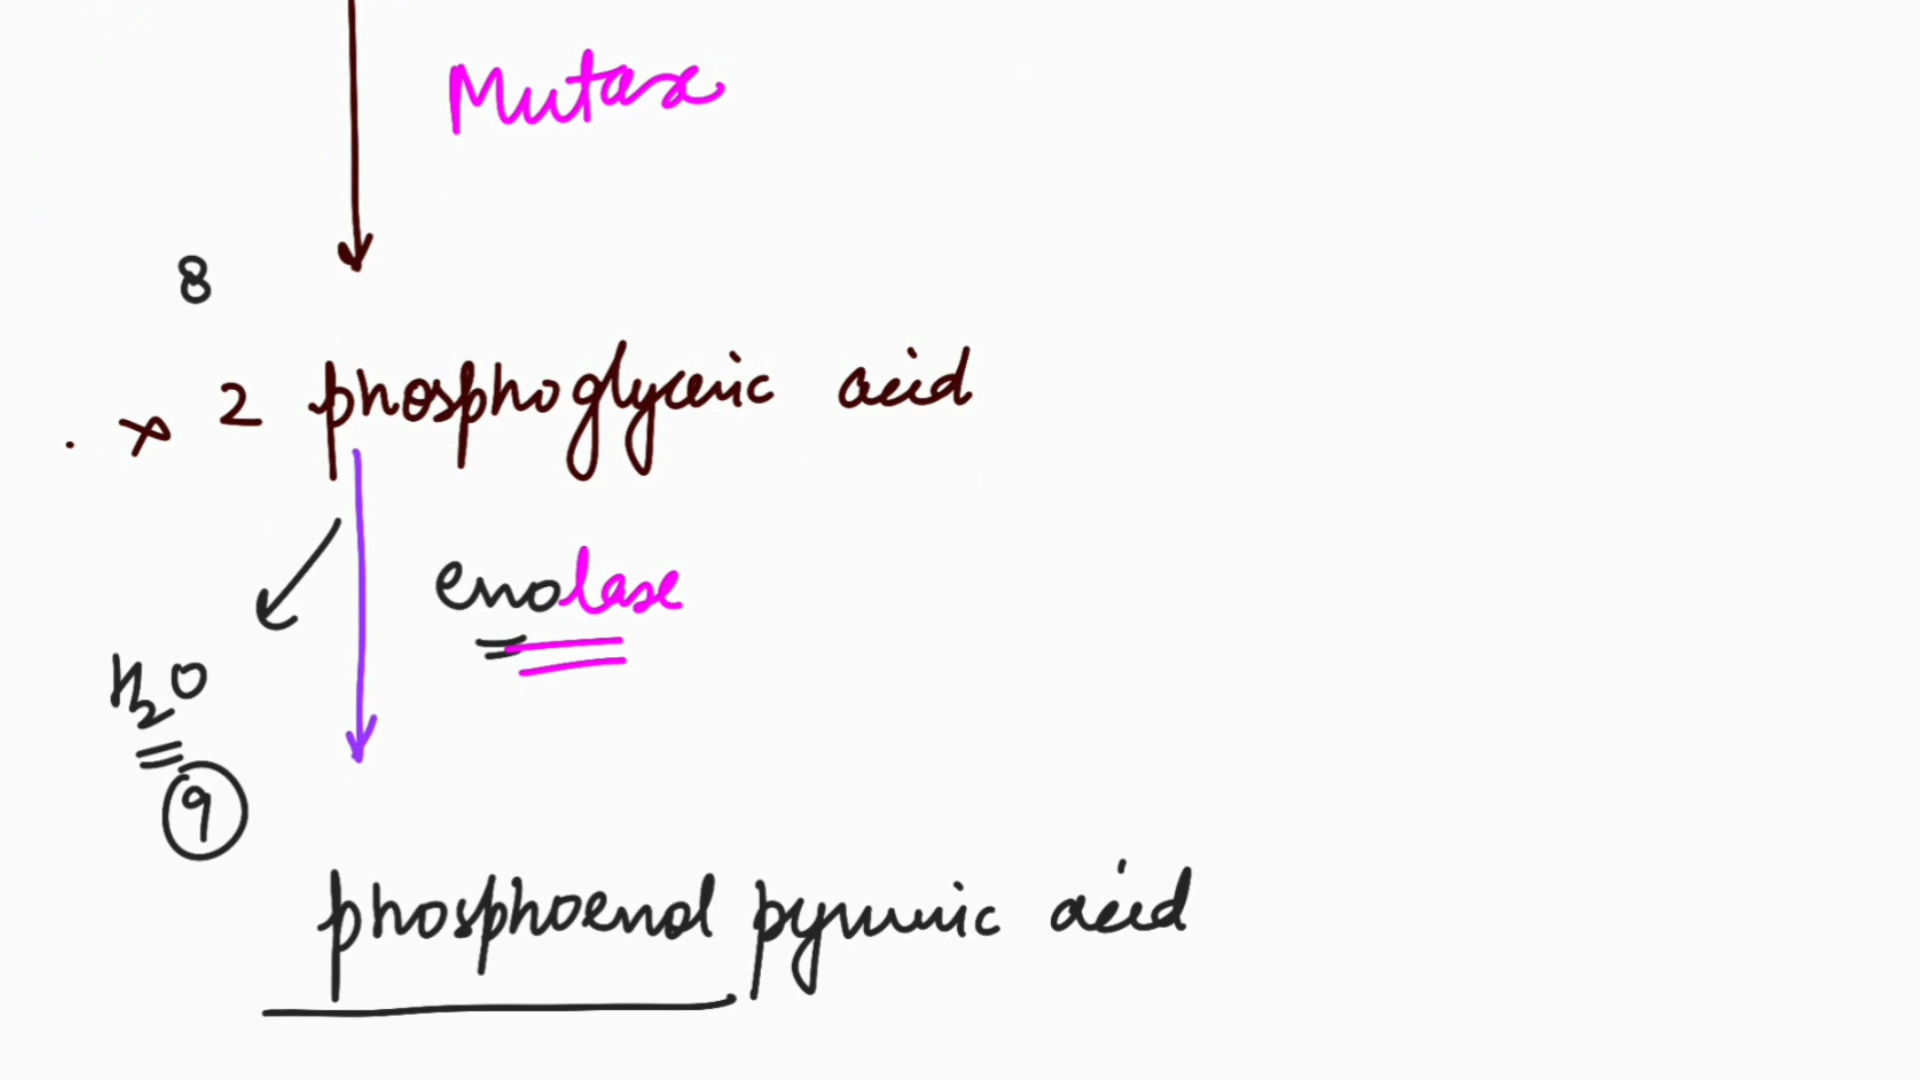 Mutase
8
x 2 phosphoglyceric acid
enolase
H2O
9
phosphoenol pyruvic acid